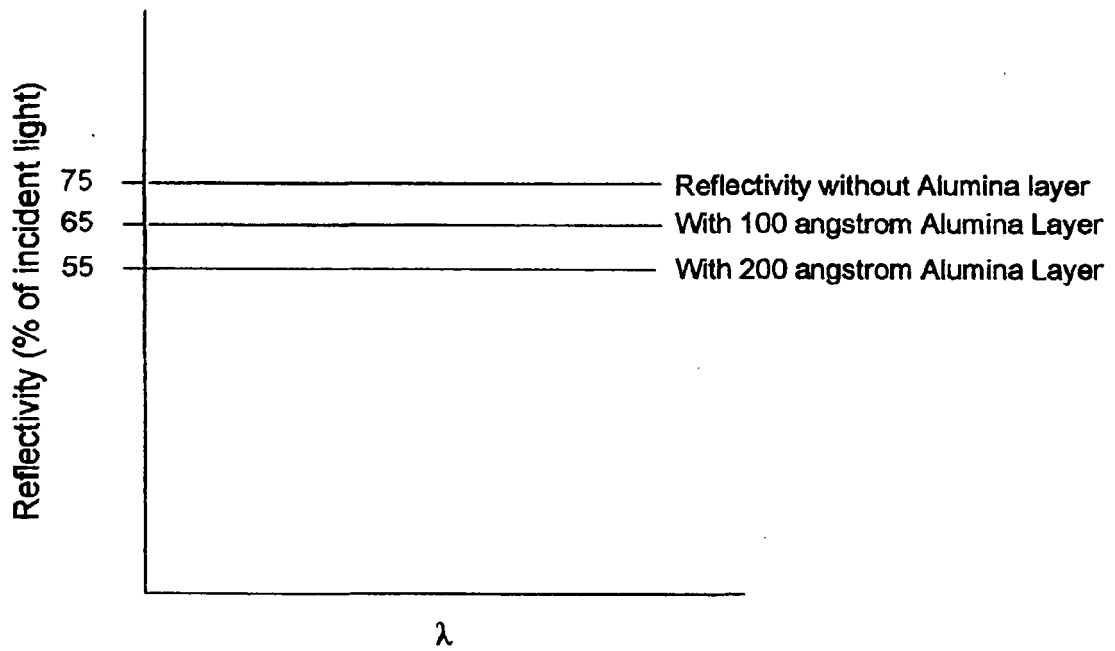 Reflectivity (% of incident light)
75
Reflectivity without Alumina layer
65
With 100 angstrom Alumina Layer
55
With 200 angstrom Alumina Layer
λ